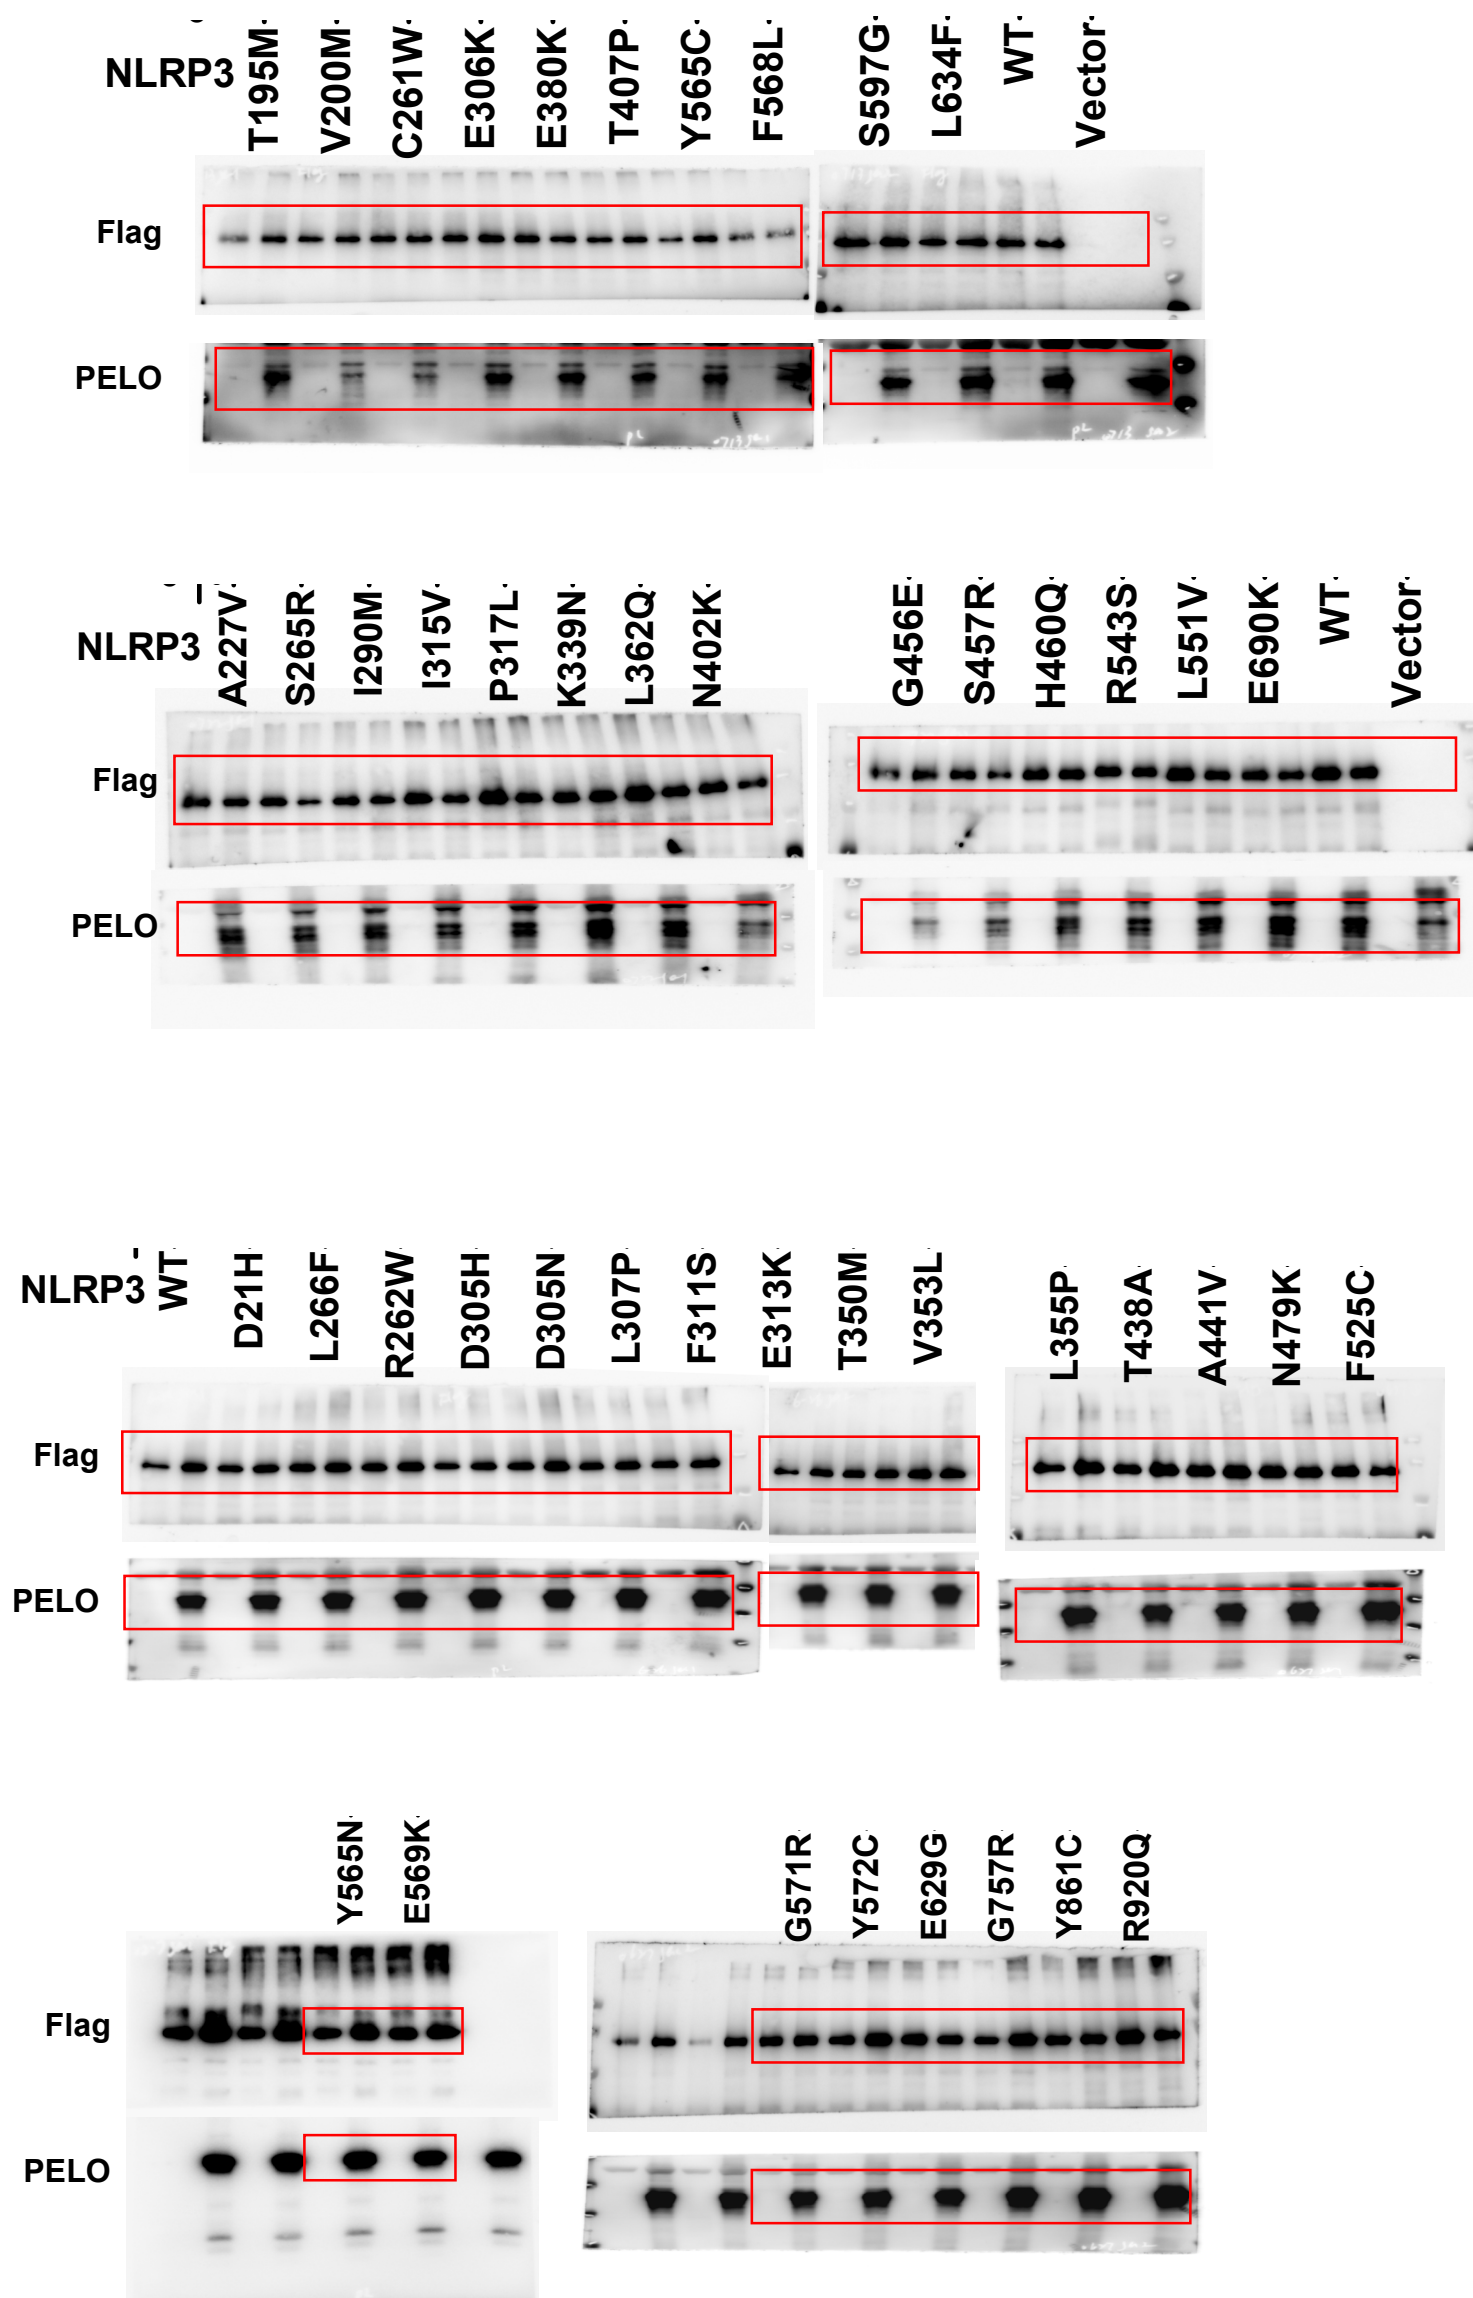 NLRP3 T195M V200M C261W E306K E380K T407P Y565C F568L S597G L634F WT Vector
Flag
PELO
NLRP3 A227V S265R I290M I315V P317L K339N L362Q N402K G456E S457R H460Q R543S L551V E690K WT Vector
Flag
PELO
NLRP3 WT D21H L266F R262W D305H D305N L307P F311S E313K T350M V353L L355P T438A A441V N479K F525C
Flag
PELO
Y565N E569K G571R Y572C E629G G757R Y861C R920Q
Flag
PELO